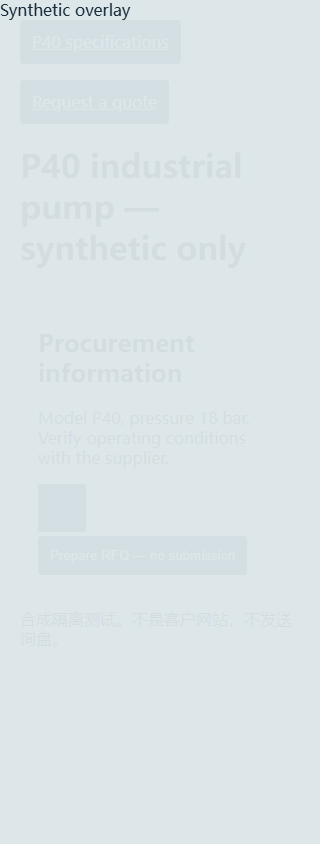 Synthetic overlay
P40 specifications
Request a quote
P40 industrial
pump —
synthetic only
Procurement
information
Model P40, pressure 18 bar.
Verify operating conditions
with the supplier.
Prepare RFQ — no submission
合成隔离测试。不是客户网站，不发送
询盘。